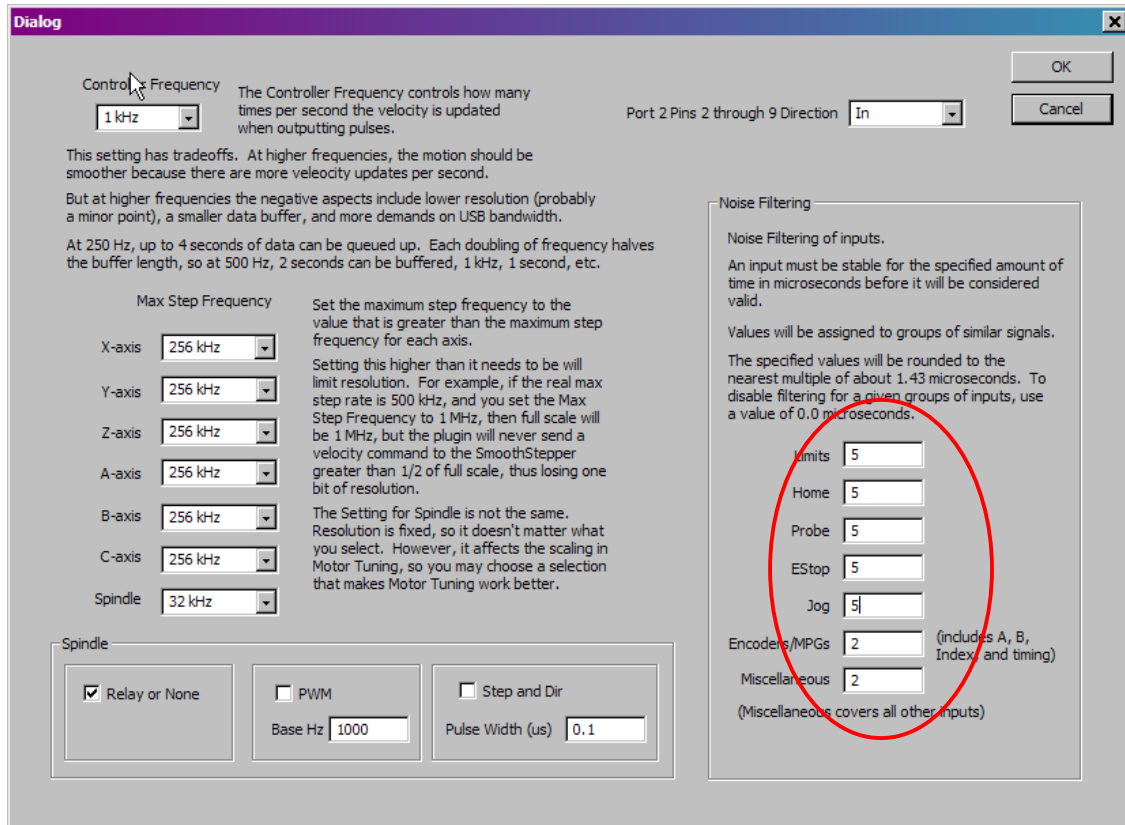 Dialog
Controller Frequency
1 kHz
The Controller Frequency controls how many
times per second the velocity is updated
when outputting pulses.
Port 2 Pins 2 through 9 Direction
In
OK
Cancel
This setting has tradeoffs. At higher frequencies, the motion should be
smoother because there are more veleocity updates per second.
But at higher frequencies the negative aspects include lower resolution (probably
a minor point), a smaller data buffer, and more demands on USB bandwidth.
At 250 Hz, up to 4 seconds of data can be queued up. Each doubling of frequency halves
the buffer length, so at 500 Hz, 2 seconds can be buffered, 1 kHz, 1 second, etc.
Max Step Frequency
X-axis 256 kHz
Y-axis 256 kHz
Z-axis 256 kHz
A-axis 256 kHz
B-axis 256 kHz
C-axis 256 kHz
Spindle 32 kHz
Set the maximum step frequency to the
value that is greater than the maximum step
frequency for each axis.
Setting this higher than it needs to be will
limit resolution. For example, if the real max
step rate is 500 kHz, and you set the Max
Step Frequency to 1 MHz, then full scale will
be 1 MHz, but the plugin will never send a
velocity command to the SmoothStepper
greater than 1/2 of full scale, thus losing one
bit of resolution.
The Setting for Spindle is not the same.
Resolution is fixed, so it doesn't matter what
you select. However, it affects the scaling in
Motor Tuning, so you may choose a selection
that makes Motor Tuning work better.
Spindle
Relay or None
PWM
Base Hz 1000
Step and Dir
Pulse Width (us) 0.1
Noise Filtering
Noise Filtering of inputs.
An input must be stable for the specified amount of
time in microseconds before it will be considered
valid.
Values will be assigned to groups of similar signals.
The specified values will be rounded to the
nearest multiple of about 1.43 microseconds. To
disable filtering for a given groups of inputs, use
a value of 0.0 microseconds.
Limits 5
Home 5
Probe 5
EStop 5
Jog 5
Encoders/MPGs 2
(includes A, B,
Index, and timing)
Miscellaneous 2
(Miscellaneous covers all other inputs)